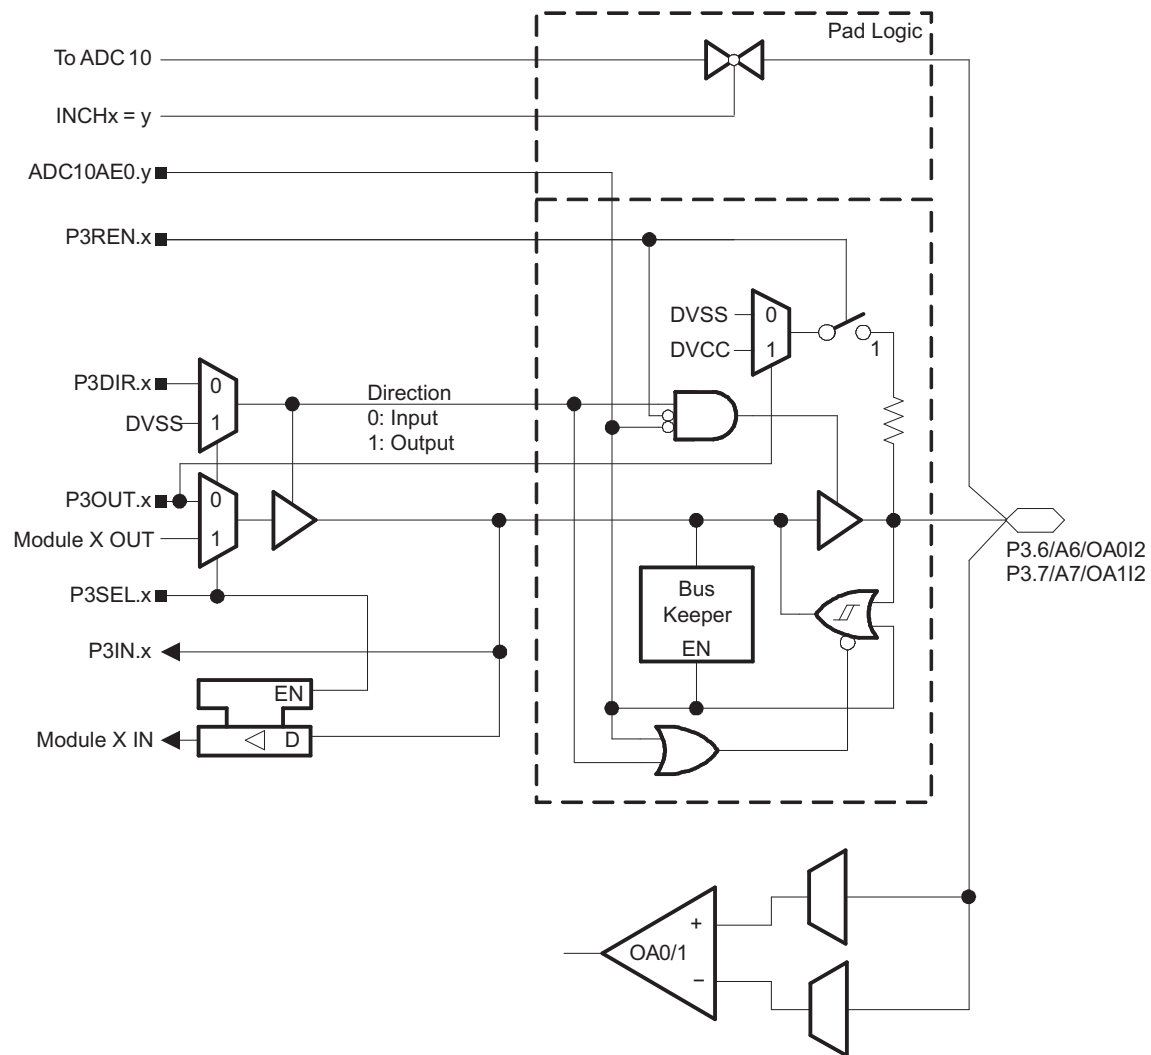 Pad Logic
To ADC 10
INCHx = y
ADC10AE0.y
P3REN.x
DVSS
0
DVCC
1
1
P3DIR.x
0
DVSS
1
Direction
0: Input
1: Output
P3OUT.x
0
Module X OUT
1
P3SEL.x
P3IN.x
EN
Module X IN
D
Bus
Keeper
EN
P3.6/A6/OA0I2
P3.7/A7/OA1I2
+
OA0/1
−